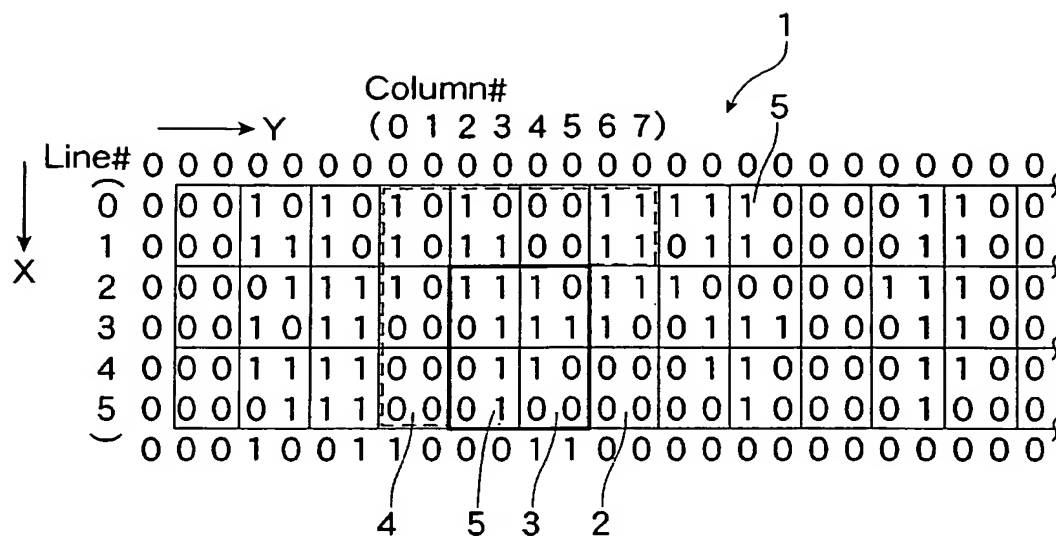 1
Column#
5
Y
(0 1 2 3 4 5 6 7)
Line# 0 0 0 0 0 0 0 0 0 0 0 0 0 0 0 0 0 0 0 0 0 0 0 0 0 0
(
0 0 0 0 1 0 1 0 1 0 1 0 0 0 1 1 1 1 1 0 0 0 0 1 1 0 0
1 0 0 0 1 1 1 0 1 0 1 1 0 0 1 1 0 1 1 0 0 0 0 1 0 0 0
X
2 0 0 0 0 1 1 1 1 0 1 1 1 0 1 1 1 0 0 0 0 0 1 1 1 0 0
3 0 0 0 1 0 1 1 0 0 0 1 1 1 1 0 0 1 1 1 0 0 0 1 1 0 0
4 0 0 0 1 1 1 1 0 0 0 1 1 0 0 0 0 1 1 0 0 0 0 1 1 0 0
5 0 0 0 0 1 1 1 0 0 0 1 0 0 0 0 0 0 1 0 0 0 0 1 0 0 0
)
0 0 0 1 0 0 1 1 0 0 0 1 1 0 0 0 0 0 0 0 0 0 0 0 0 0
4 5 3 2